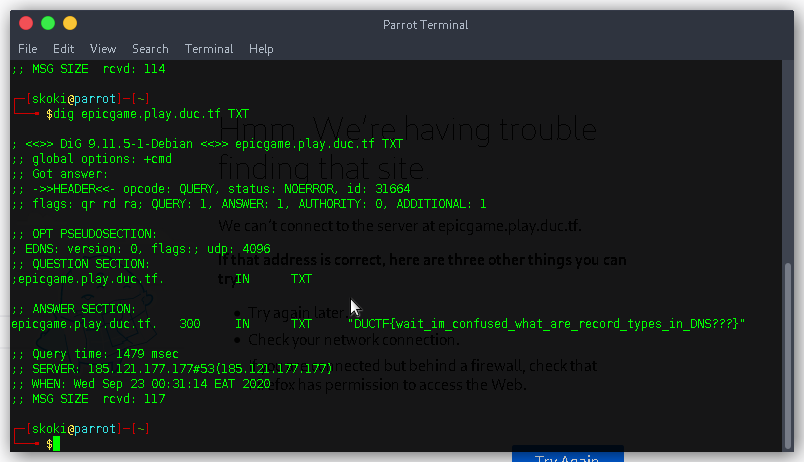 Parrot Terminal
File Edit View Search Terminal Help
;; MSG SIZE rcvd: 114
[skoki@parrot]-[~]
$dig epicgame.play.duc.tf TXT
Hmm. We're having trouble
; <<>> DiG 9.11.5-1-Debian <<>> epicgame.play.duc.tf TXT
;; global options: +cmd
finding that site.
;; Got answer:
;; ->>HEADER<<- opcode: QUERY, status: NOERROR, id: 31664
;; flags: qr rd ra; QUERY: 1, ANSWER: 1, AUTHORITY: 0, ADDITIONAL: 1
We can't connect to the server at epicgame.play.duc.tf.
;; OPT PSEUDOSECTION:
; EDNS: version: 0, flags:; udp: 4096
If that address is correct, here are three other things you can
;; QUESTION SECTION:
;epicgame.play.duc.tf. IN TXT
try
;; ANSWER SECTION:
Try again later.
epicgame.play.duc.tf. 300 IN TXT "DUCTF{wait_im_confused_what_are_record_types_in_DNS???}"
Check your network connection.
;; Query time: 1479 msec
connected but behind a firewall, check that
;; SERVER: 185.121.177.177#53(185.121.177.177)
;; WHEN: Wed Sep 23 00:31:14 EAT 2020
fox has permission to access the Web.
;; MSG SIZE rcvd: 117
[skoki@parrot]-[~]
$
Try Again